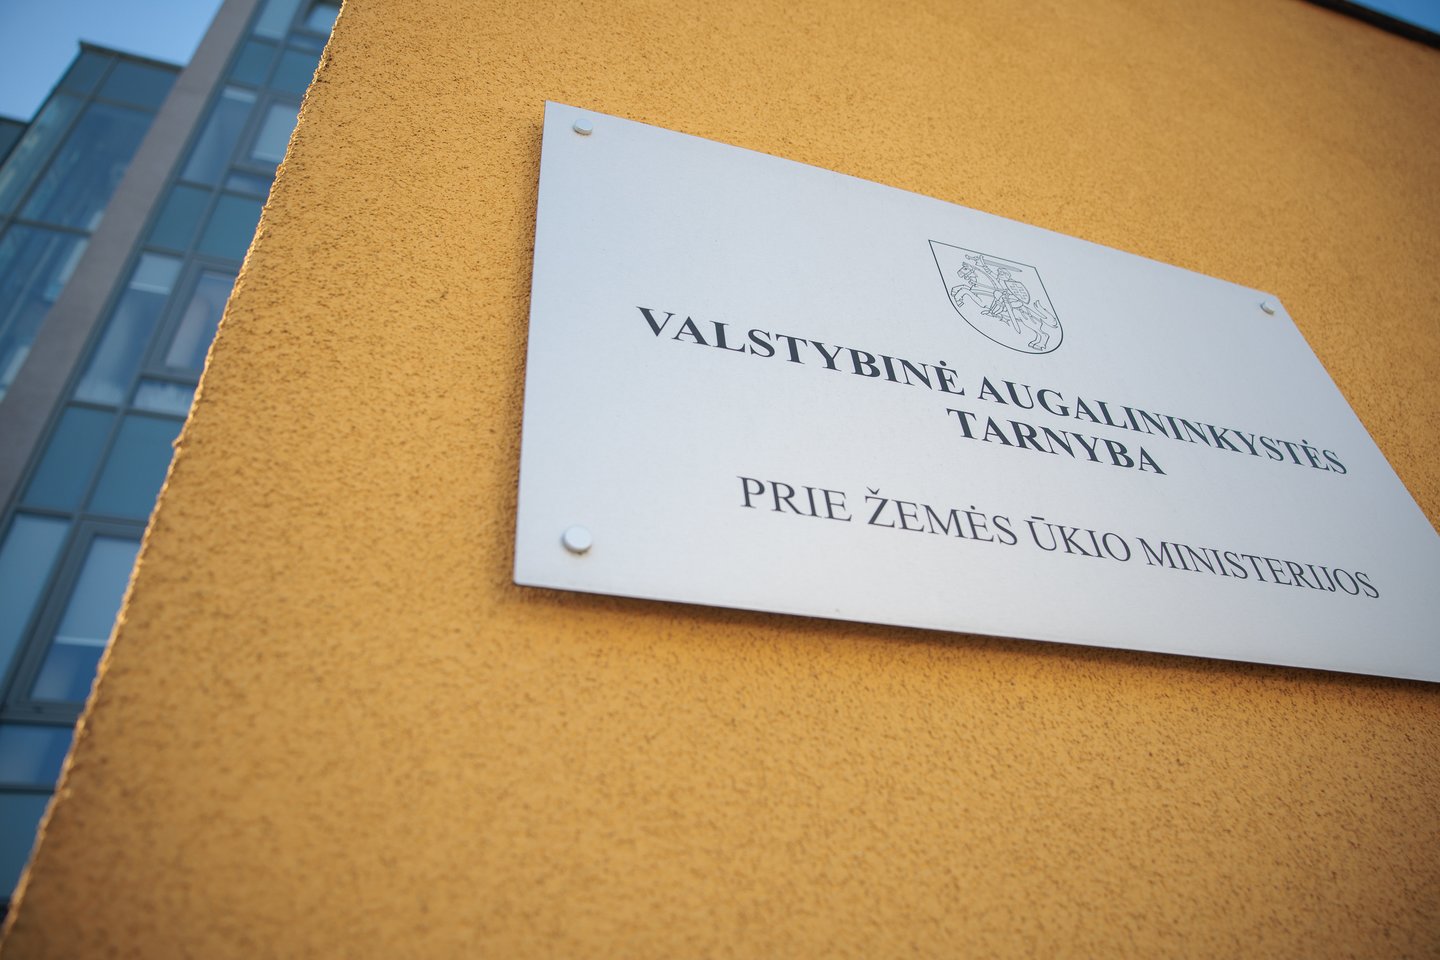 VALSTYBINĖ AUGALININKYSTĖS
TARNYBA
PRIE ŽEMĖS ŪKIO MINISTERIJOS